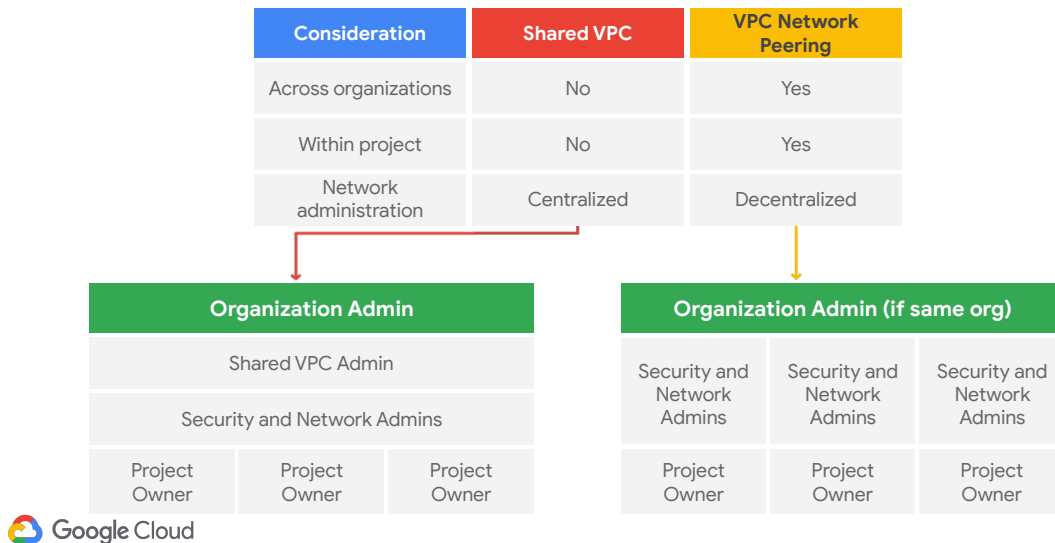 Consideration
Shared VPC
VPC Network
Peering
Across organizations
No
Yes
Within project
No
Yes
Network
administration
Centralized
Decentralized
Organization Admin
Shared VPC Admin
Security and Network Admins
Project
Owner
Project
Owner
Project
Owner
Organization Admin (if same org)
Security and
Network
Admins
Security and
Network
Admins
Security and
Network
Admins
Project
Owner
Project
Owner
Project
Owner
Google Cloud